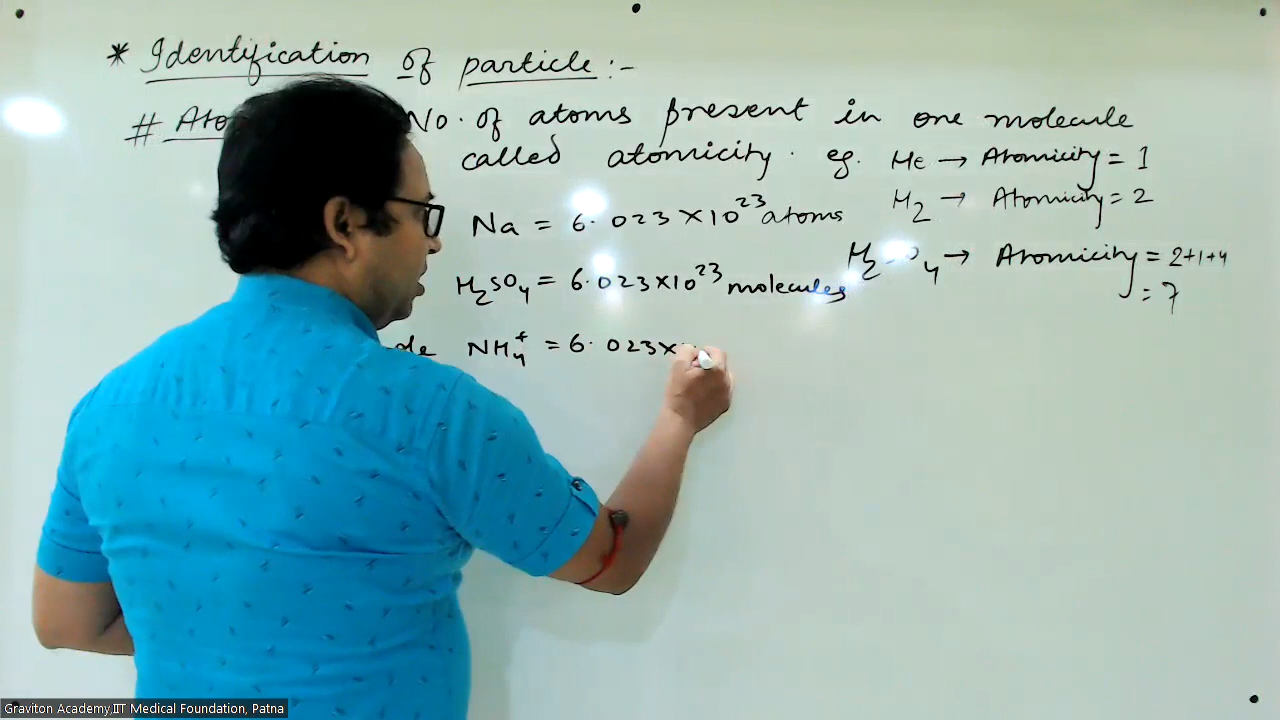 * Identification of particle :-
# Ato No. of atoms present in one molecule
called atomicity. eg. He → Atomicity = 1
H2 → Atomicity = 2
Na = 6.023×10²³ atoms
H2SO4 → Atomicity = 2+1+4
= 7
H2SO4 = 6.023×10²³ molecules
NH4⁺ = 6.023×
Graviton Academy,IIT Medical Foundation, Patna